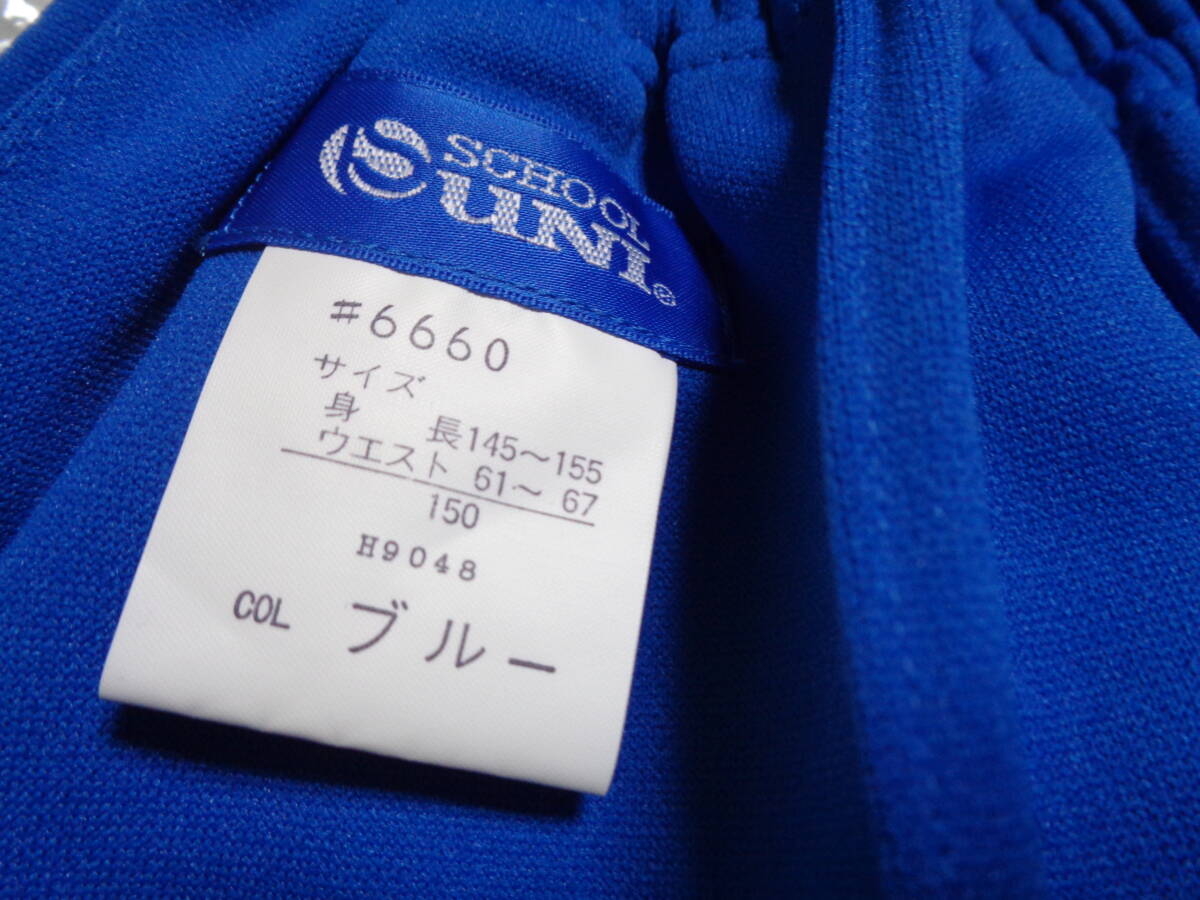 SCHOOL
UNI®
#6660
サイズ
身 長145～155
ウエスト 61～ 67
150
H9048
COL ブルー